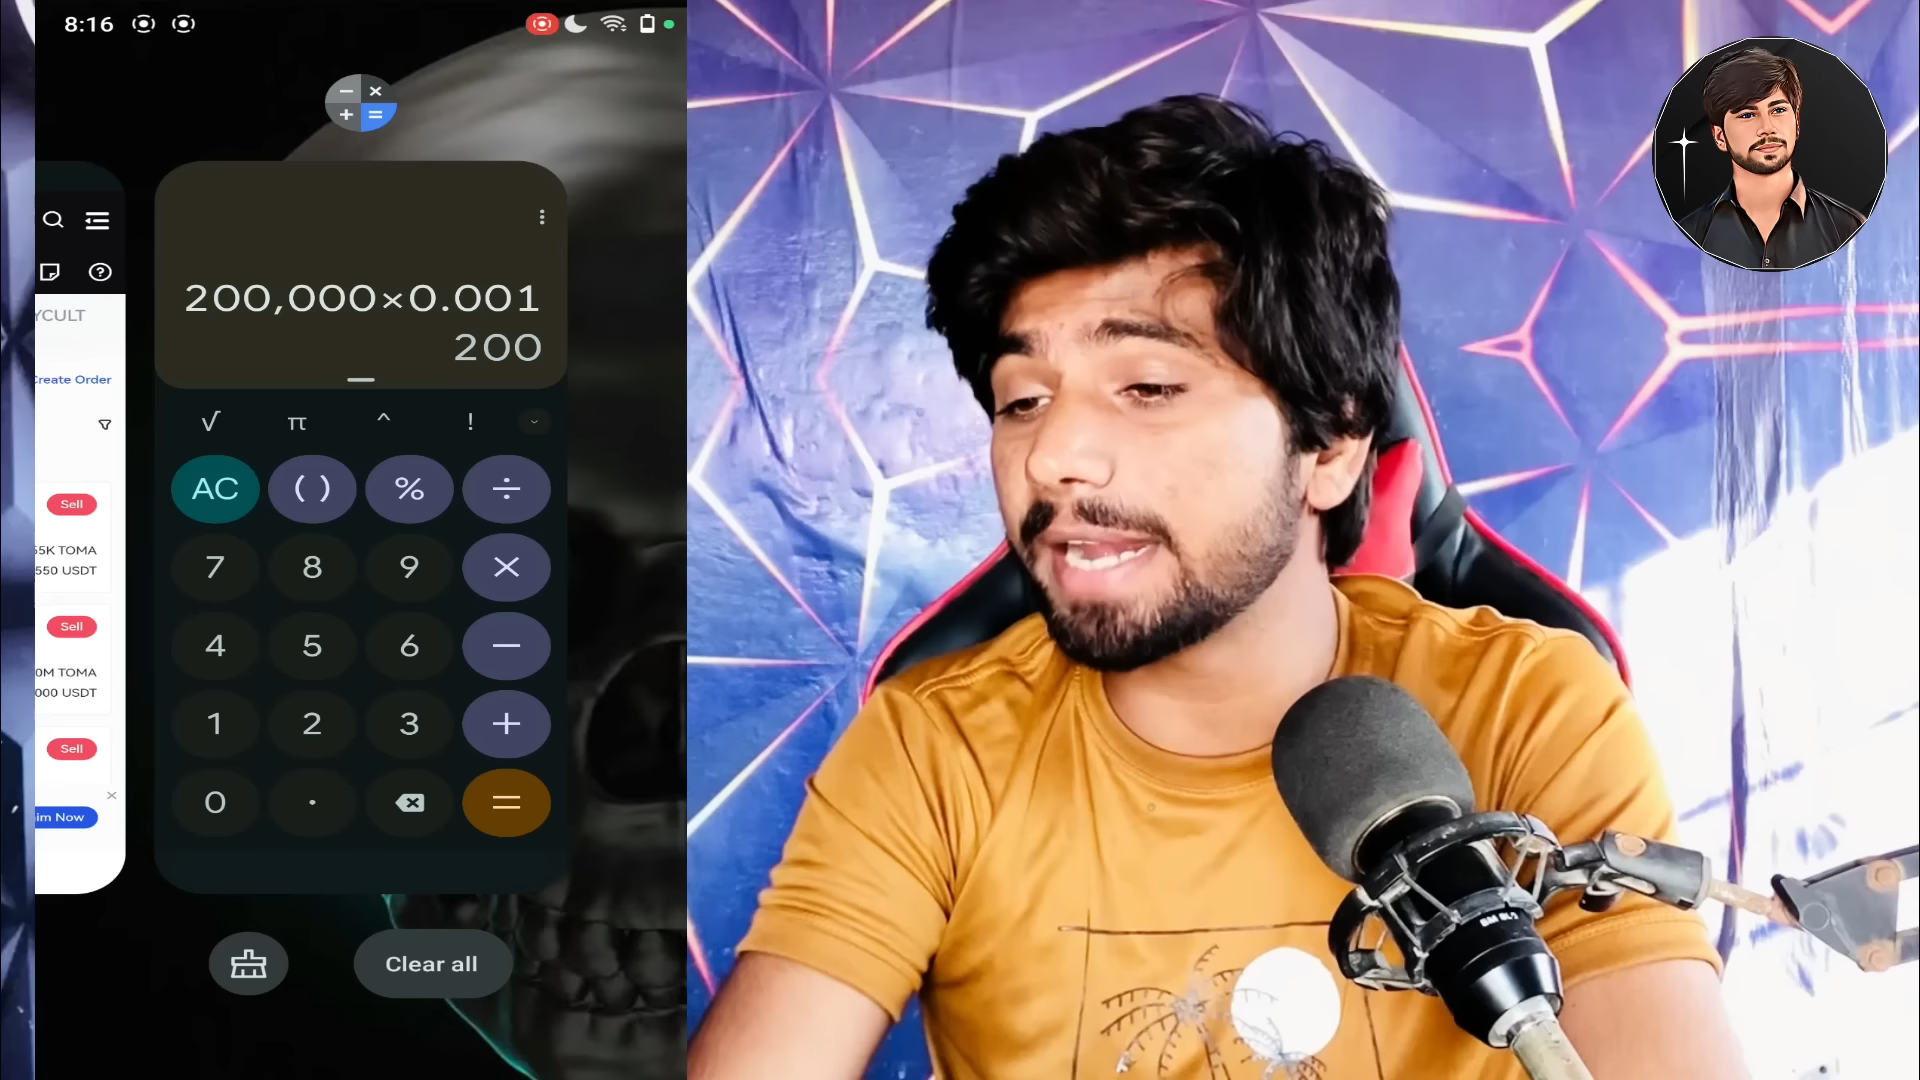 8:16
200,000×0.001
200
√ π ^ !
AC ( ) % ÷
7 8 9 ×
4 5 6 −
1 2 3 +
0 . =
Clear all
YCULT
Create Order
Sell
55K TOMA
550 USDT
Sell
0M TOMA
000 USDT
Sell
im Now